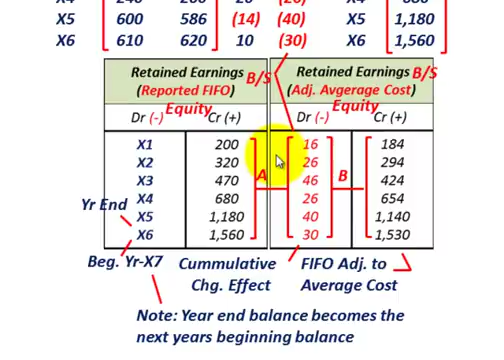 X5 600 586 (14) (40) X5 1,180
X6 610 620 10 (30) X6 1,560
Retained Earnings B/S Retained Earnings B/S
(Reported FIFO) (Adj. Avgerage Cost)
Equity Equity
Dr (-) Cr (+) Dr (-) Cr (+)
X1 200 16 184
X2 320 26 294
X3 470 A 46 B 424
X4 680 26 654
Yr End X5 1,180 40 1,140
X6 1,560 30 1,530
Beg. Yr-X7 Cummulative FIFO Adj. to
Chg. Effect Average Cost
Note: Year end balance becomes the
next years beginning balance